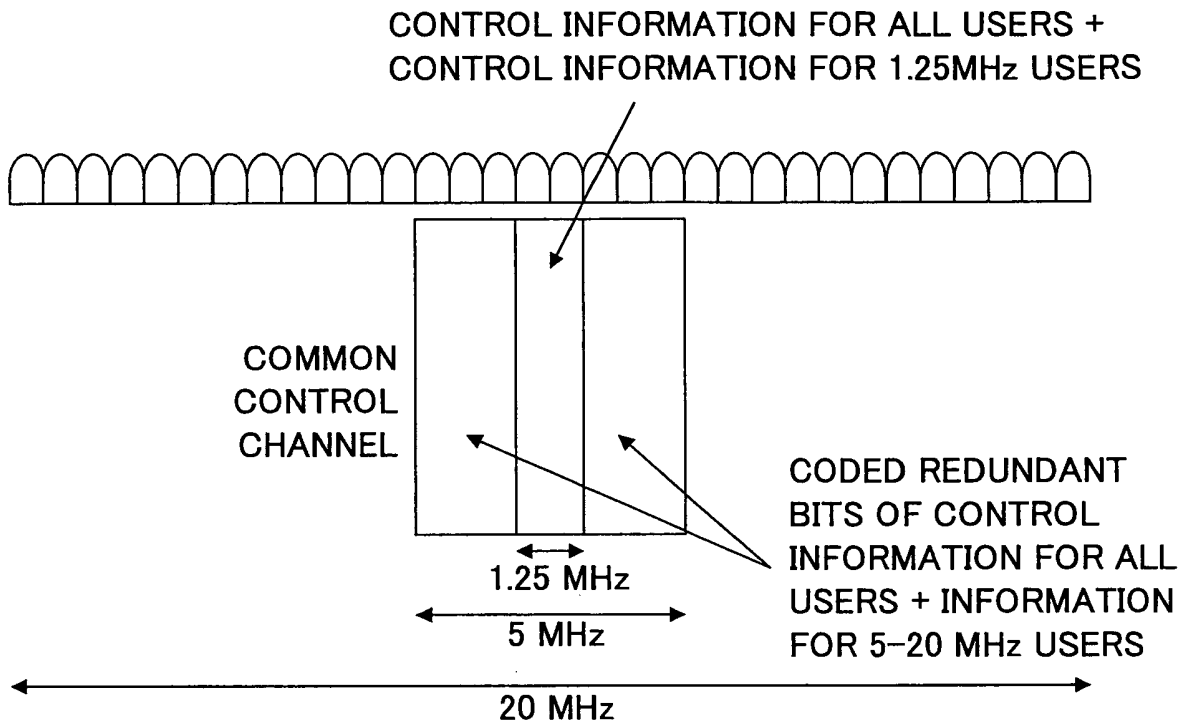 CONTROL INFORMATION FOR ALL USERS +
CONTROL INFORMATION FOR 1.25MHz USERS
COMMON
CONTROL
CHANNEL
CODED REDUNDANT
BITS OF CONTROL
INFORMATION FOR ALL
USERS + INFORMATION
FOR 5-20 MHz USERS
1.25 MHz
5 MHz
20 MHz